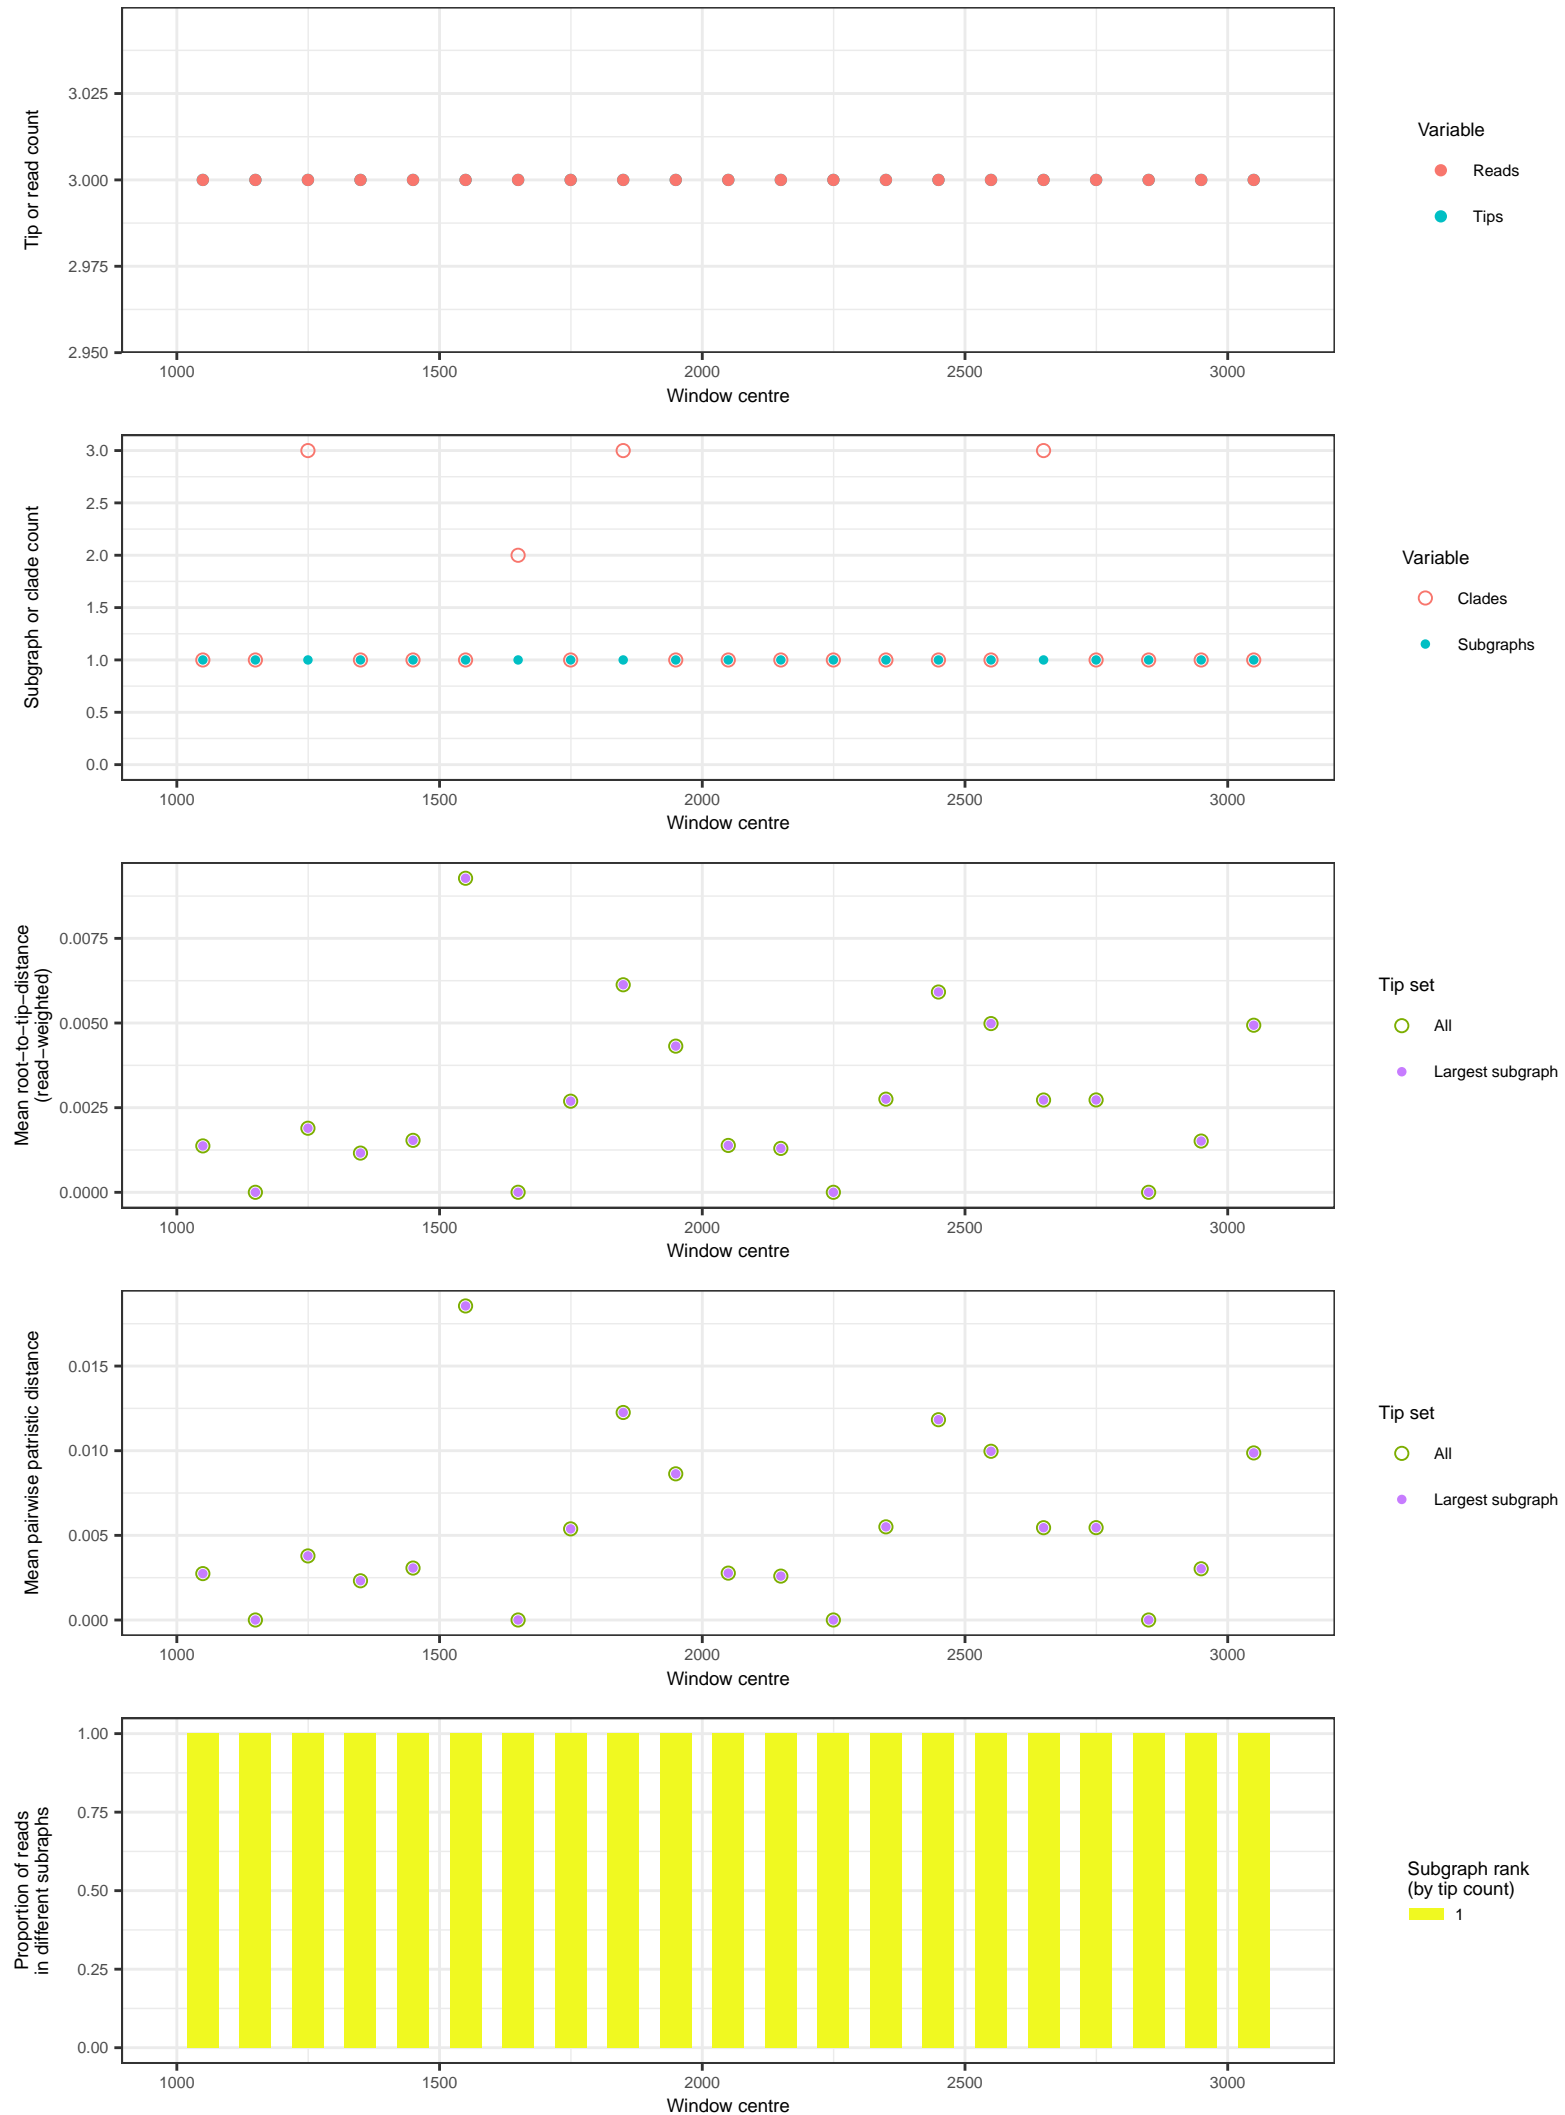 Tip or read count
3.025
3.000
2.975
2.950
1000 1500 2000 2500 3000
Window centre
Variable
Reads
Tips
Subgraph or clade count
3.0
2.5
2.0
1.5
1.0
0.5
0.0
1000 1500 2000 2500 3000
Window centre
Variable
Clades
Subgraphs
Mean root−to−tip−distance
(read−weighted)
0.0075
0.0050
0.0025
0.0000
1000 1500 2000 2500 3000
Window centre
Tip set
All
Largest subgraph
Mean pairwise patristic distance
0.015
0.010
0.005
0.000
1000 1500 2000 2500 3000
Window centre
Tip set
All
Largest subgraph
Proportion of reads
in different subraphs
1.00
0.75
0.50
0.25
0.00
1000 1500 2000 2500 3000
Window centre
Subgraph rank
(by tip count)
1